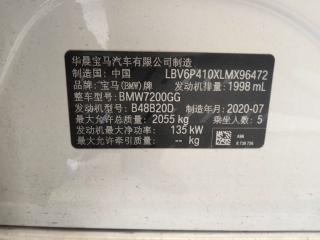 华晨宝马汽车有限公司制造
制造国: 中国 LBV6P410XLMX96472
品牌: 宝马(BMW)牌 发动机排量: 1998 mL
整车型号: BMW7200GG
发动机型号: B48B20D 制造年月: 2020-07
最大允许总质量: 2055 kg 乘坐人数: 5
发动机最大净功率: 135 kW
最大允许牵引质量: -- kg